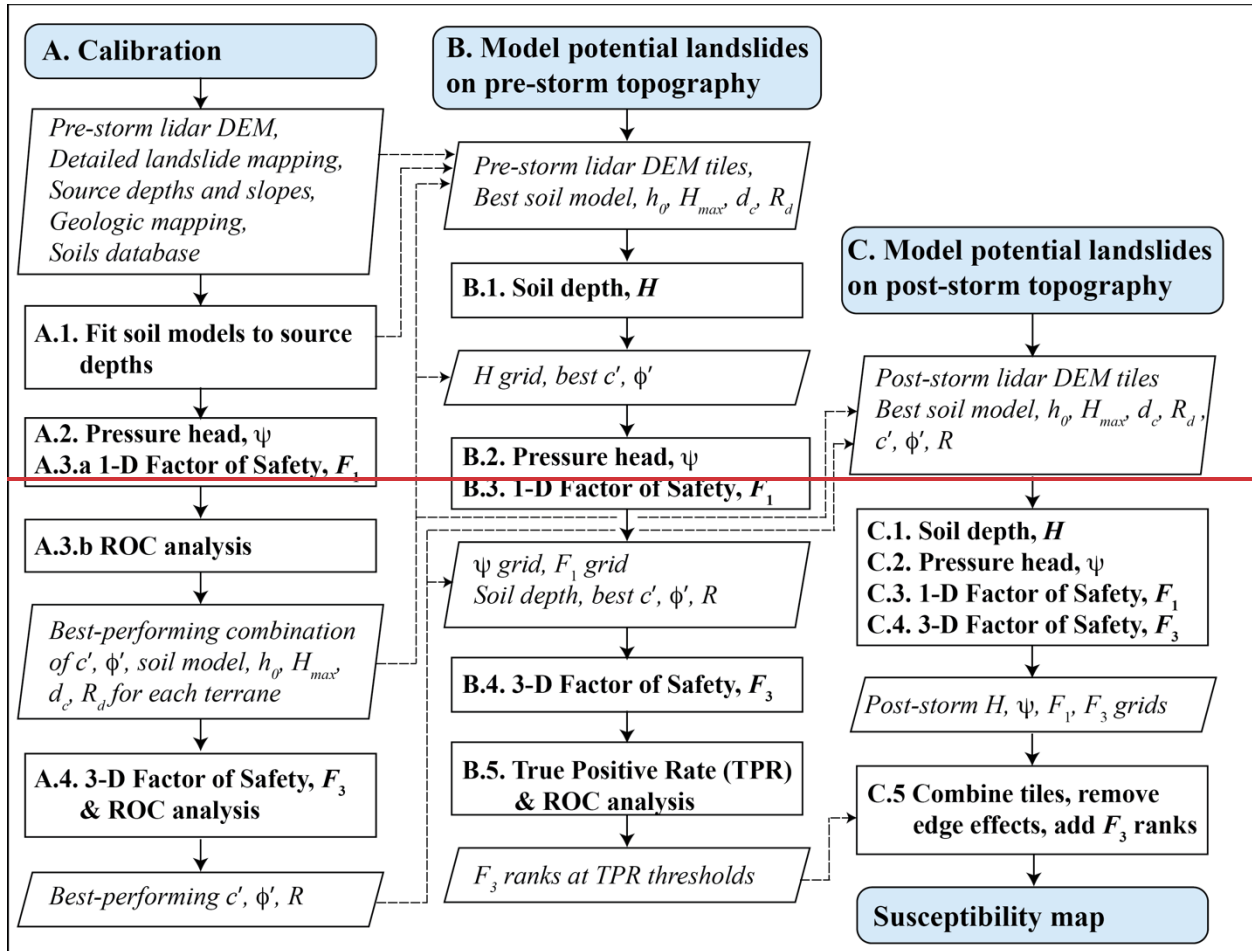 A. Calibration
Pre-storm lidar DEM,
Detailed landslide mapping,
Source depths and slopes,
Geologic mapping,
Soils database
A.1. Fit soil models to source
depths
A.2. Pressure head, ψ
A.3.a 1-D Factor of Safety, F₁
A.3.b ROC analysis
Best-performing combination
of c′, ϕ′, soil model, h₀, Hmax,
dc, Rd for each terrane
A.4. 3-D Factor of Safety, F₃
& ROC analysis
Best-performing c′, ϕ′, R
B. Model potential landslides
on pre-storm topography
Pre-storm lidar DEM tiles,
Best soil model, h₀, Hmax, dc, Rd
B.1. Soil depth, H
H grid, best c′, ϕ′
B.2. Pressure head, ψ
B.3. 1-D Factor of Safety, F₁
ψ grid, F₁ grid
Soil depth, best c′, ϕ′, R
B.4. 3-D Factor of Safety, F₃
B.5. True Positive Rate (TPR)
& ROC analysis
F₃ ranks at TPR thresholds
C. Model potential landslides
on post-storm topography
Post-storm lidar DEM tiles
Best soil model, h₀, Hmax, dc, Rd,
c′, ϕ′, R
C.1. Soil depth, H
C.2. Pressure head, ψ
C.3. 1-D Factor of Safety, F₁
C.4. 3-D Factor of Safety, F₃
Post-storm H, ψ, F₁, F₃ grids
C.5 Combine tiles, remove
edge effects, add F₃ ranks
Susceptibility map